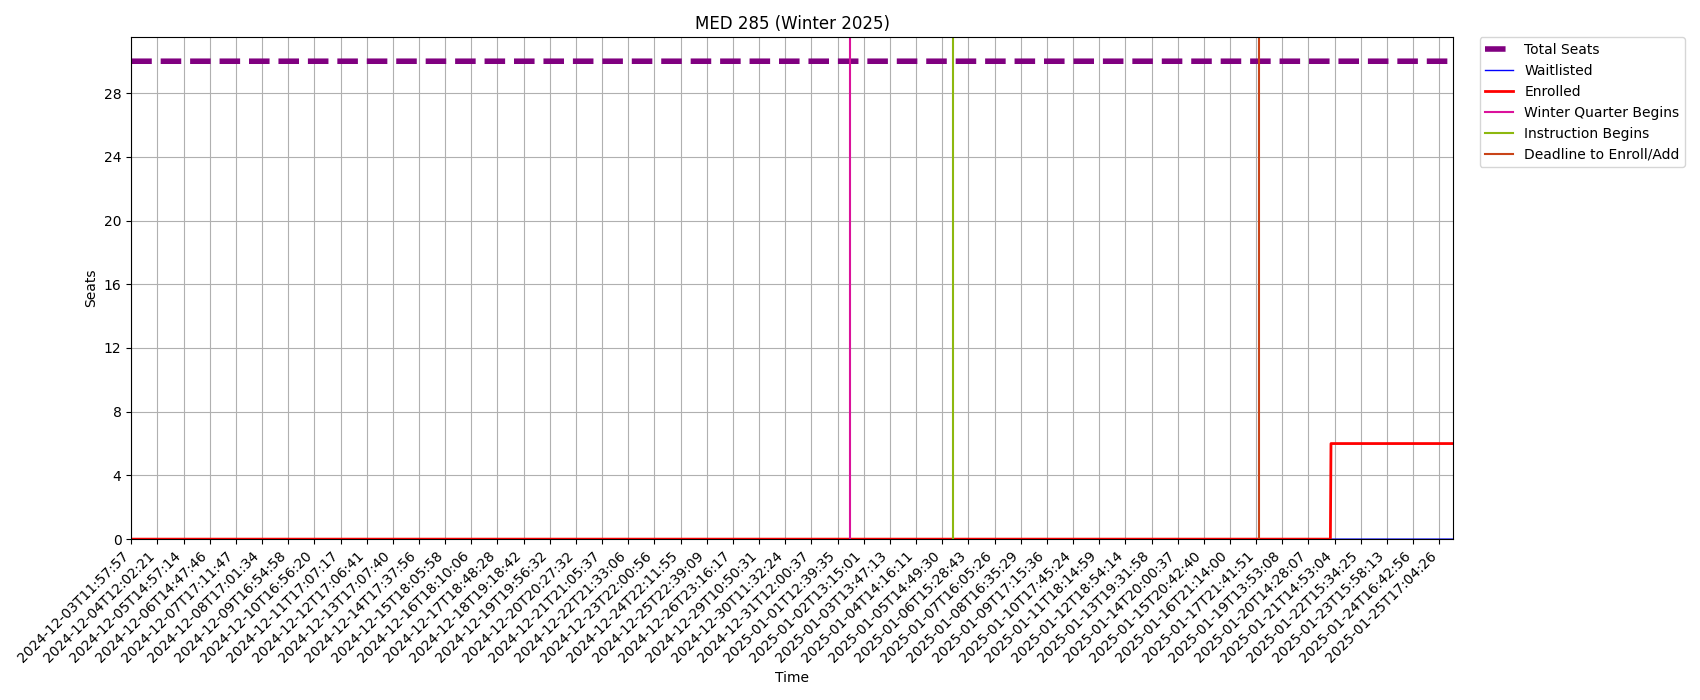 MED 285 (Winter 2025)
Total Seats
Waitlisted
Enrolled
Winter Quarter Begins
Instruction Begins
Deadline to Enroll/Add
Seats
28
24
20
16
12
8
4
0
2024-12-03T11:57:57
2024-12-04T12:02:21
2024-12-05T14:57:14
2024-12-06T14:47:46
2024-12-07T17:11:47
2024-12-08T17:01:34
2024-12-09T16:54:58
2024-12-10T16:56:20
2024-12-11T17:07:17
2024-12-12T17:06:41
2024-12-13T17:07:40
2024-12-14T17:37:56
2024-12-15T18:05:58
2024-12-16T18:10:06
2024-12-17T18:48:28
2024-12-18T19:18:42
2024-12-19T19:56:32
2024-12-20T20:27:32
2024-12-21T21:05:37
2024-12-22T21:33:06
2024-12-23T22:00:56
2024-12-24T22:11:55
2024-12-25T22:39:09
2024-12-26T23:16:17
2024-12-29T10:50:31
2024-12-30T11:32:24
2024-12-31T12:00:37
2025-01-01T12:39:35
2025-01-02T13:15:01
2025-01-03T13:47:13
2025-01-04T14:16:11
2025-01-05T14:49:30
2025-01-06T15:28:43
2025-01-07T16:05:26
2025-01-08T16:35:29
2025-01-09T17:15:36
2025-01-10T17:45:24
2025-01-11T18:14:59
2025-01-12T18:54:14
2025-01-13T19:31:58
2025-01-14T20:00:37
2025-01-15T20:42:40
2025-01-16T21:14:00
2025-01-17T21:41:51
2025-01-19T13:53:08
2025-01-20T14:28:07
2025-01-21T14:53:04
2025-01-22T15:34:25
2025-01-23T15:58:13
2025-01-24T16:42:56
2025-01-25T17:04:26
Time